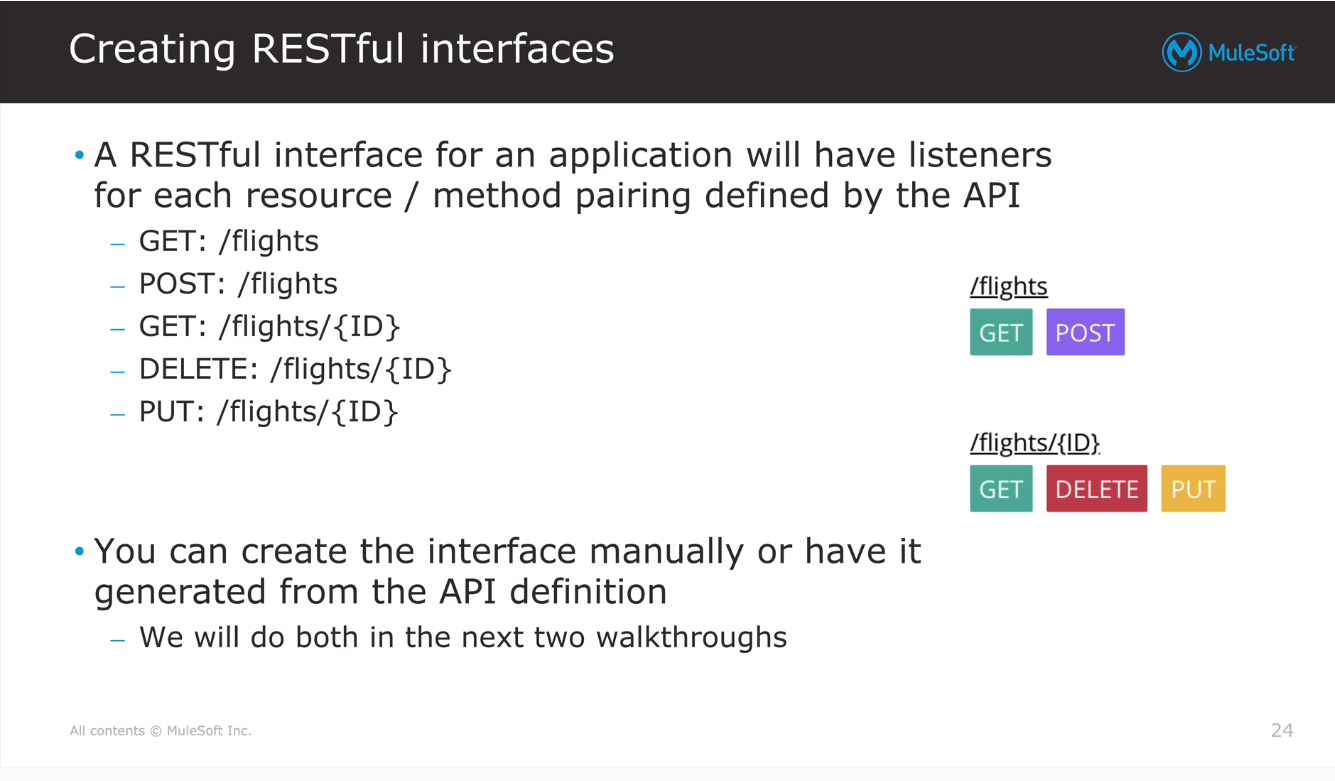 Creating RESTful interfaces
MuleSoft
• A RESTful interface for an application will have listeners
for each resource / method pairing defined by the API
– GET: /flights
– POST: /flights
– GET: /flights/{ID}
– DELETE: /flights/{ID}
– PUT: /flights/{ID}
/flights
GET POST
/flights/{ID}
GET DELETE PUT
• You can create the interface manually or have it
generated from the API definition
– We will do both in the next two walkthroughs
All contents © MuleSoft Inc.
24